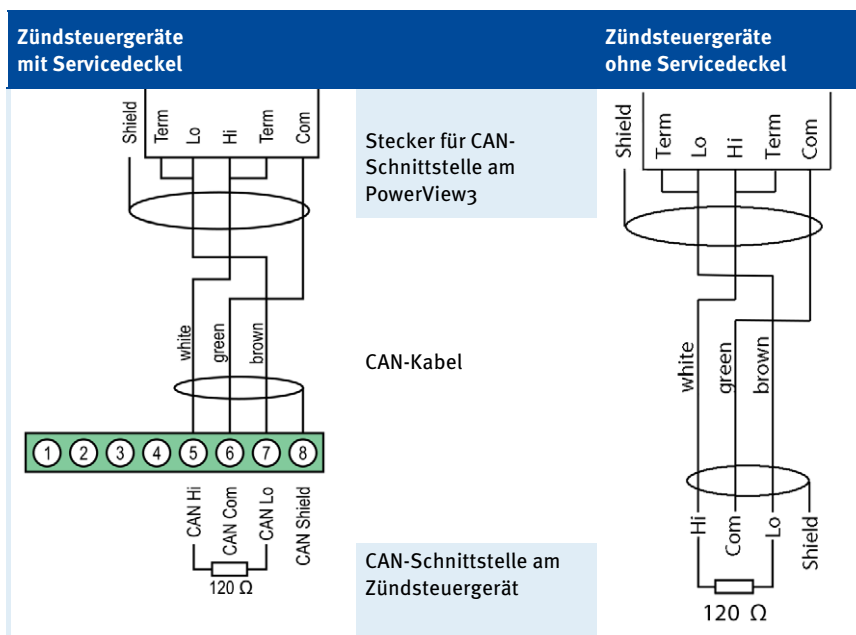 Zündsteuergeräte
mit Servicedeckel
Zündsteuergeräte
ohne Servicedeckel
Shield
Term
Lo
Hi
Term
Com
Stecker für CAN-
Schnittstelle am
PowerView3
Shield
Term
Lo
Hi
Term
Com
white
green
brown
CAN-Kabel
white
green
brown
1 2 3 4 5 6 7 8
CAN Hi
CAN Com
CAN Lo
CAN Shield
120 Ω
CAN-Schnittstelle am
Zündsteuergerät
Hi
Com
Lo
Shield
120 Ω